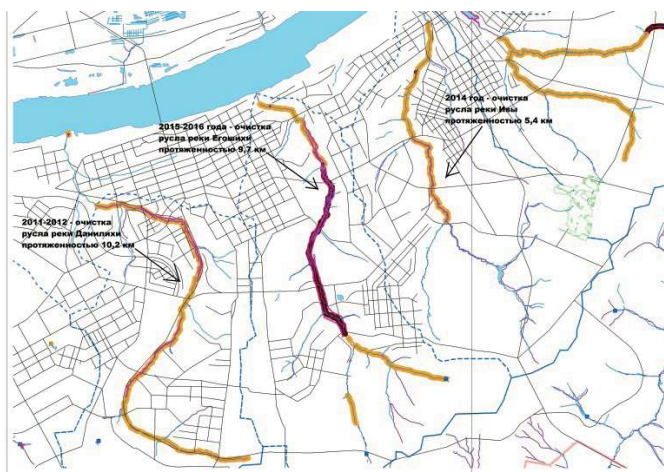 2014 год - очистка
русла реки Ивы
протяженностью 5,4 км
2015-2016 года - очистка
русла реки Егошихи
протяженностью 9,7 км
2011-2012 - очистка
русла реки Данилихи
протяженностью 10,2 км